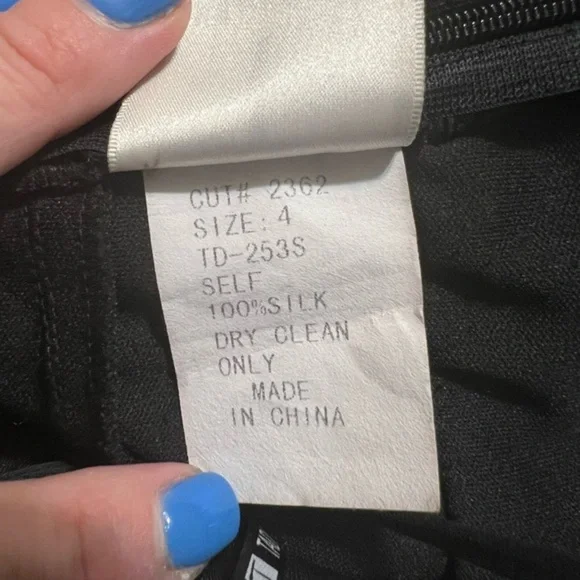 CUT# 2362
SIZE: 4
TD-253S
SELF
100%SILK
DRY CLEAN
ONLY
MADE
IN CHINA